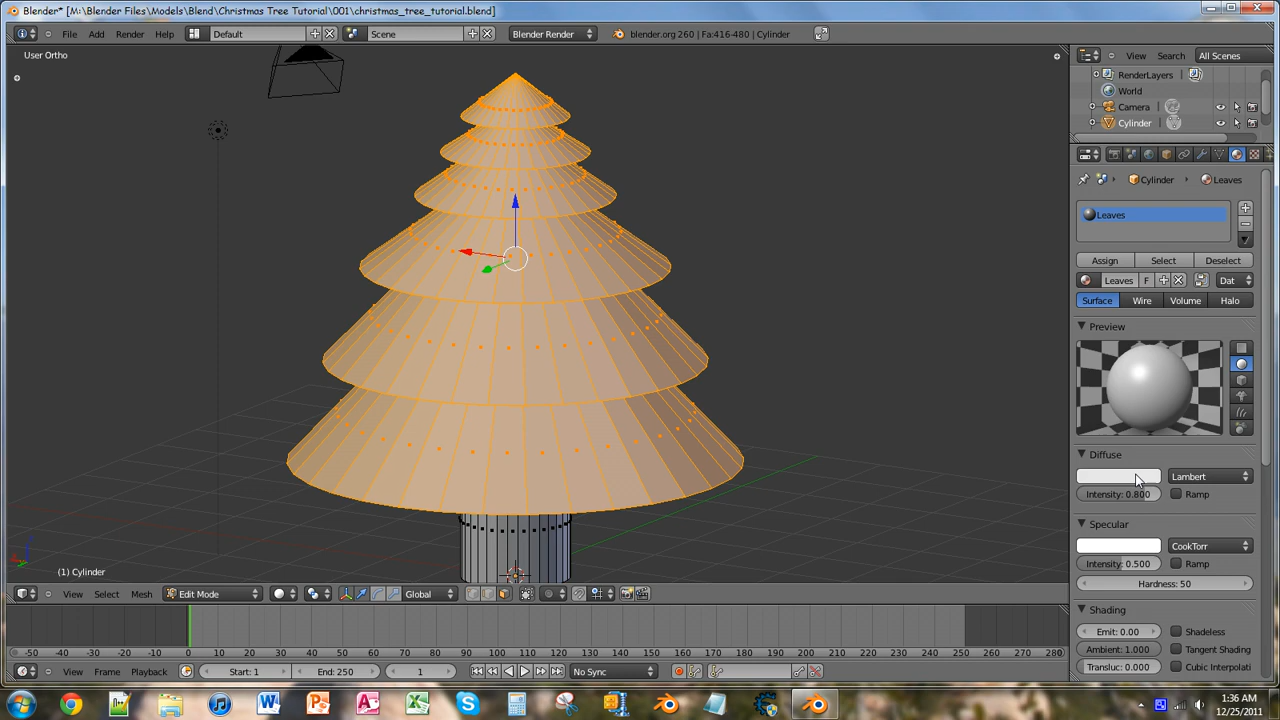 Blender* [M:\Blender Files\Models\Blend\Christmas Tree Tutorial\001\christmas_tree_tutorial.blend]
File Add Render Help Default Scene Blender Render blender.org 260 | Fa:416-480 | Cylinder
View Search All Scenes
User Ortho
RenderLayers
World
Camera
Cylinder
Cylinder Leaves
Leaves
Assign Select Deselect
Leaves F Dat
Surface Wire Volume Halo
Preview
Diffuse
Lambert
Intensity: 0.800 Ramp
Specular
CookTorr
Intensity: 0.500 Ramp
Hardness: 50
Shading
Emit: 0.00 Shadeless
Ambient: 1.000 Tangent Shading
Transluc: 0.000 Cubic Interpolati
(1) Cylinder
View Select Mesh Edit Mode Global
-50 -40 -30 -20 -10 0 10 20 30 40 50 60 70 80 90 100 110 120 130 140 150 160 170 180 190 200 210 220 230 240 250 260 270 280
View Frame Playback Start: 1 End: 250 1 No Sync
1:36 AM
12/25/2011